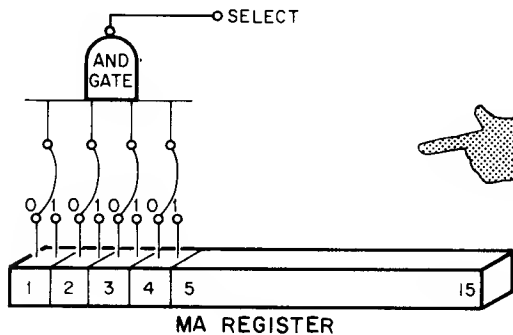 SELECT
AND
GATE
0 1 0 1 0 1 0 1
1 2 3 4 5 15
MA REGISTER